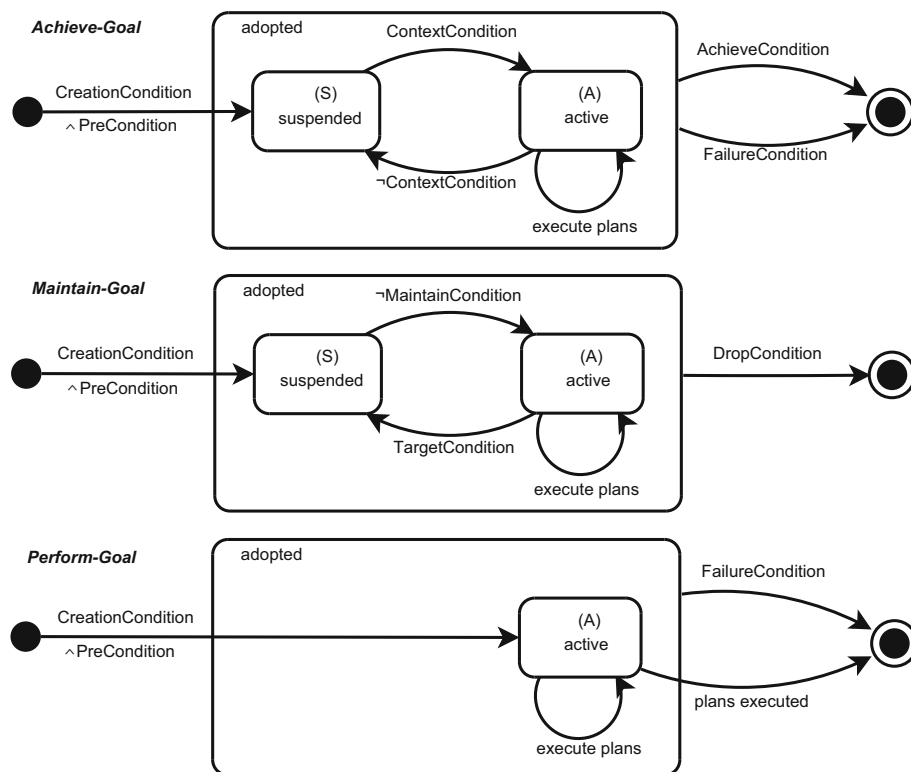 Achieve-Goal
adopted
ContextCondition
AchieveCondition
CreationCondition
^ PreCondition
(S)
suspended
(A)
active
¬ContextCondition
FailureCondition
execute plans
Maintain-Goal
adopted
¬MaintainCondition
CreationCondition
^ PreCondition
(S)
suspended
(A)
active
DropCondition
TargetCondition
execute plans
Perform-Goal
adopted
FailureCondition
CreationCondition
^ PreCondition
(A)
active
plans executed
execute plans